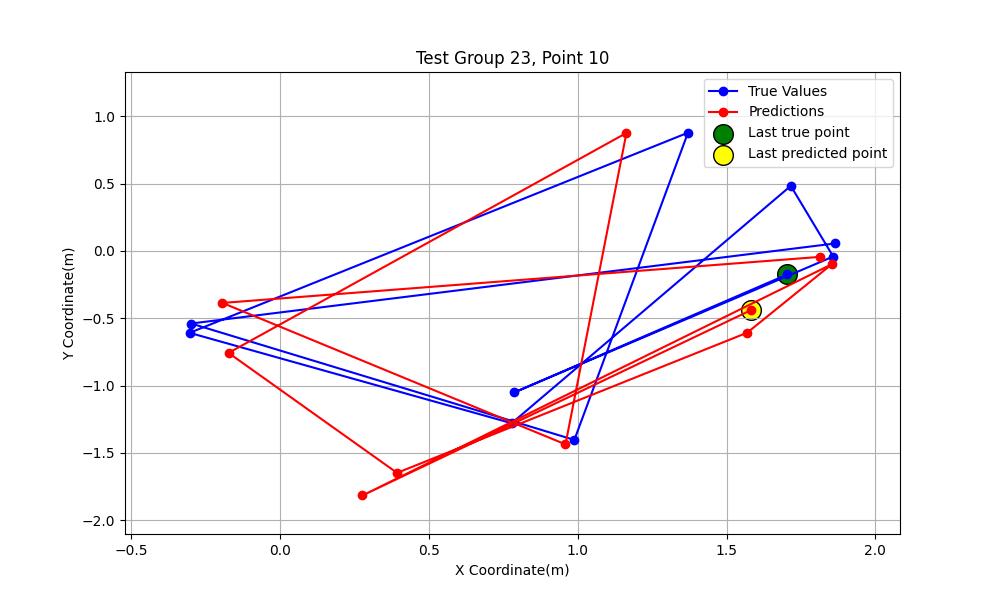 Test Group 23, Point 10
True Values
Predictions
Last true point
Last predicted point
1.0
0.5
0.0
−0.5
−1.0
−1.5
−2.0
Y Coordinate(m)
−0.5 0.0 0.5 1.0 1.5 2.0
X Coordinate(m)